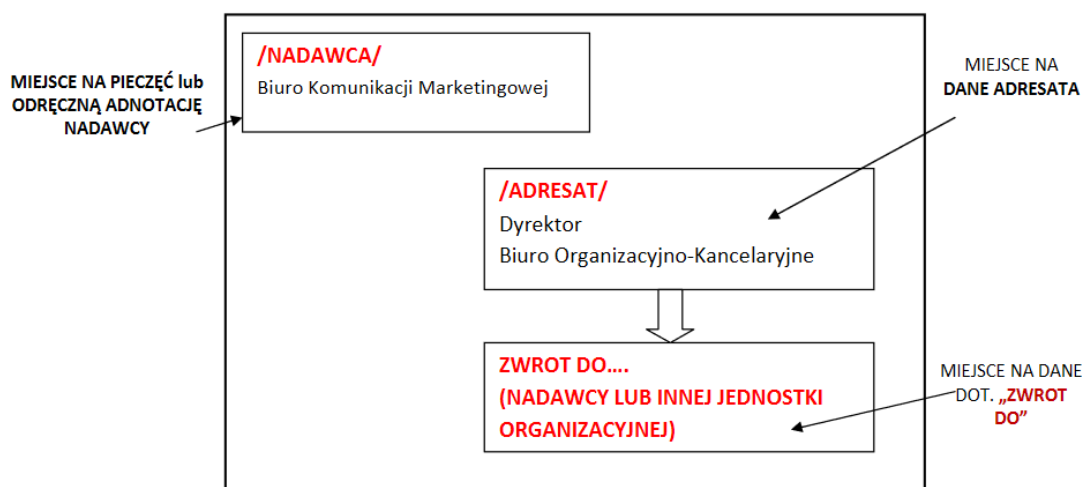 /NADAWCA/
Biuro Komunikacji Marketingowej
MIEJSCE NA PIECZĘĆ lub
ODRĘCZNĄ ADNOTACJĘ
NADAWCY
MIEJSCE NA
DANE ADRESATA
/ADRESAT/
Dyrektor
Biuro Organizacyjno-Kancelaryjne
ZWROT DO....
(NADAWCY LUB INNEJ JEDNOSTKI
ORGANIZACYJNEJ)
MIEJSCE NA DANE
DOT. „ZWROT
DO”